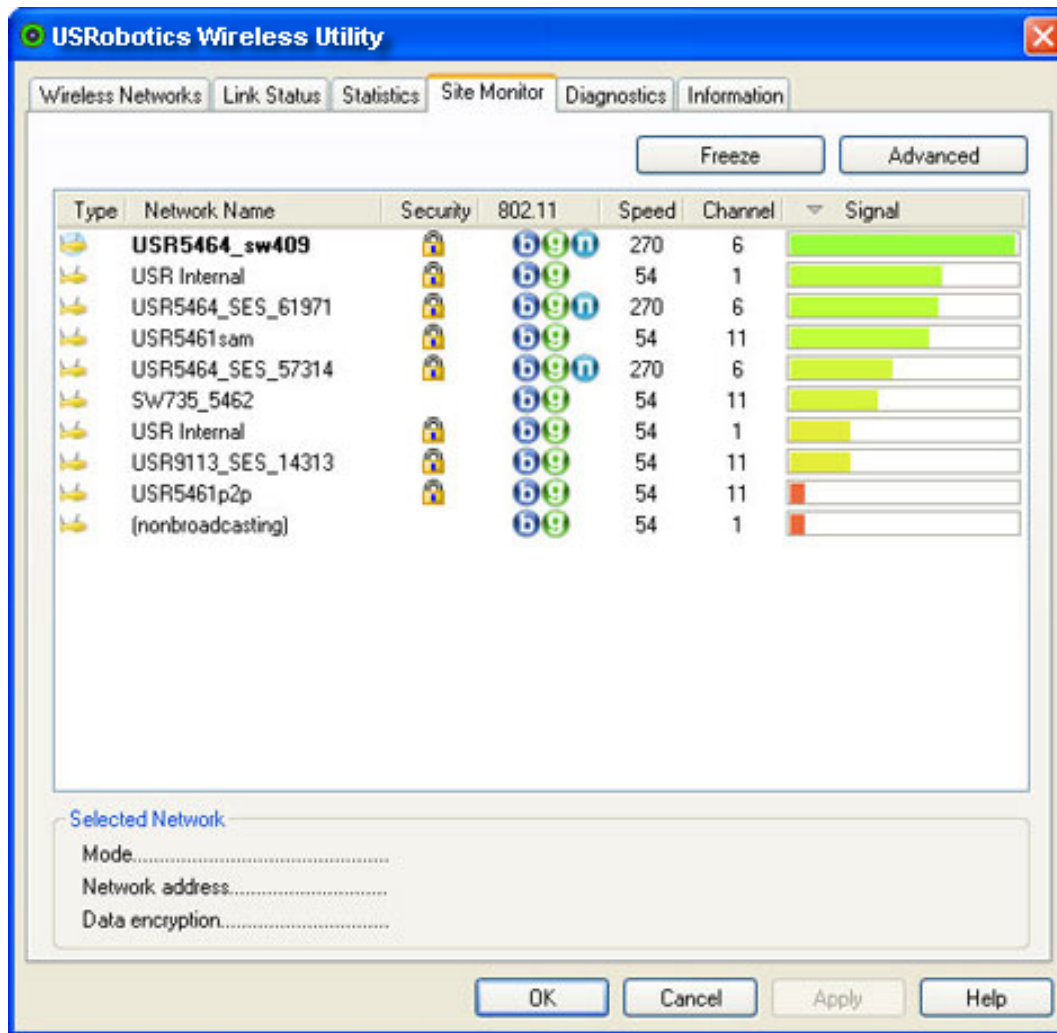 USRobotics Wireless Utility
Wireless Networks Link Status Statistics Site Monitor Diagnostics Information
Freeze Advanced
Type Network Name Security 802.11 Speed Channel Signal
USR5464_sw409 b g n 270 6
USR Internal b g 54 1
USR5464_SES_61971 b g n 270 6
USR5461sam b g 54 11
USR5464_SES_57314 b g n 270 6
SW735_5462 b g 54 11
USR Internal b g 54 1
USR9113_SES_14313 b g 54 11
USR5461p2p b g 54 11
(nonbroadcasting) b g 54 1
Selected Network
Mode................................................
Network address.............................
Data encryption...............................
OK Cancel Apply Help